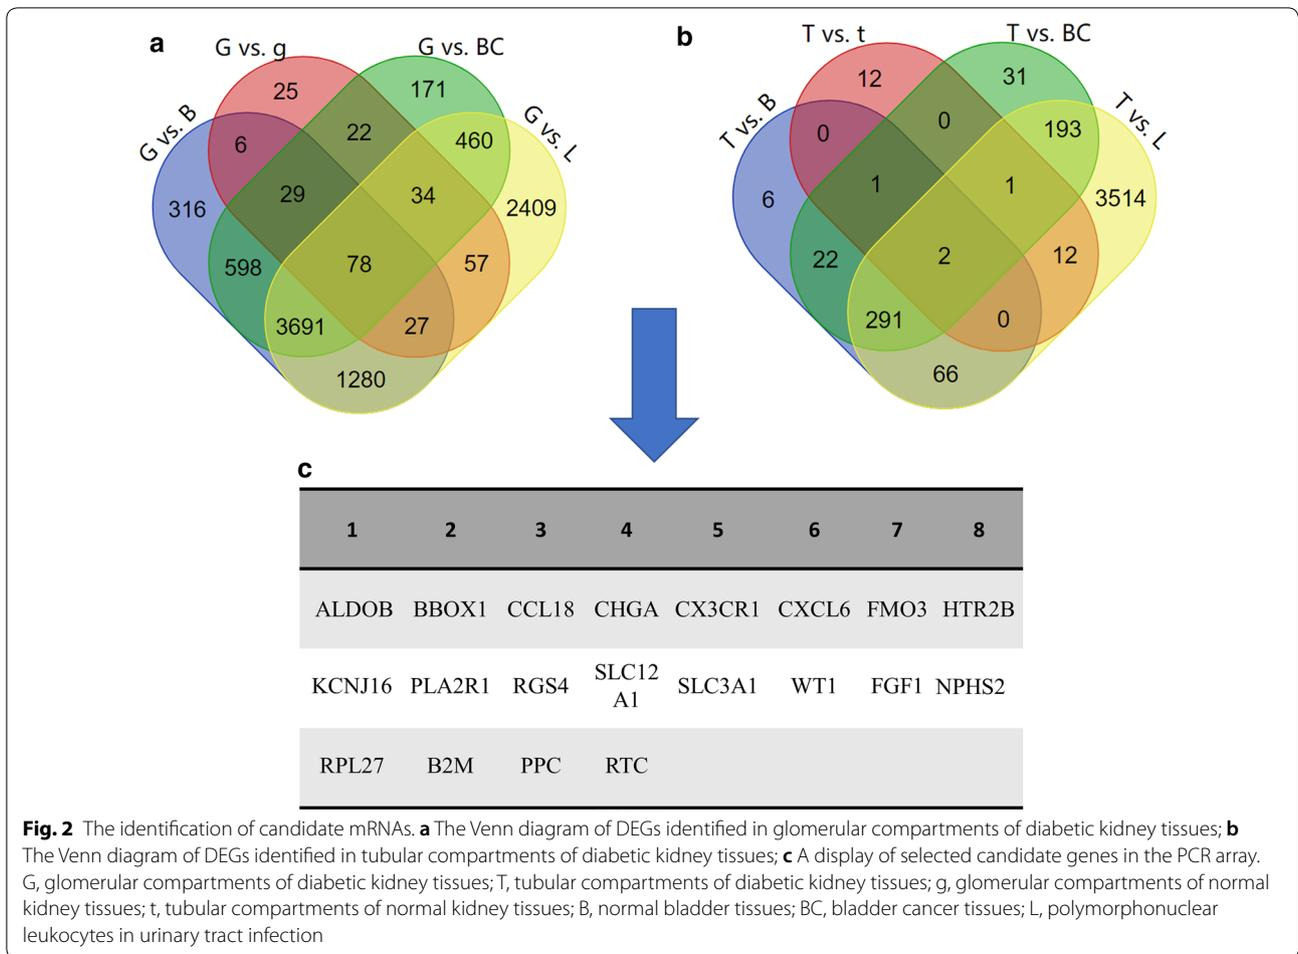 a
G vs. g
G vs. BC
G vs. B
G vs. L
25
171
6
22
460
316
29
34
2409
598
78
57
3691
27
1280
b
T vs. t
T vs. BC
T vs. B
T vs. L
12
31
0
0
193
6
1
1
3514
22
2
12
291
0
66
c
1 2 3 4 5 6 7 8
ALDOB BBOX1 CCL18 CHGA CX3CR1 CXCL6 FMO3 HTR2B
KCNJ16 PLA2R1 RGS4 SLC12 A1 SLC3A1 WT1 FGF1 NPHS2
RPL27 B2M PPC RTC
Fig. 2 The identification of candidate mRNAs. a The Venn diagram of DEGs identified in glomerular compartments of diabetic kidney tissues; b
The Venn diagram of DEGs identified in tubular compartments of diabetic kidney tissues; c A display of selected candidate genes in the PCR array.
G, glomerular compartments of diabetic kidney tissues; T, tubular compartments of diabetic kidney tissues; g, glomerular compartments of normal
kidney tissues; t, tubular compartments of normal kidney tissues; B, normal bladder tissues; BC, bladder cancer tissues; L, polymorphonuclear
leukocytes in urinary tract infection